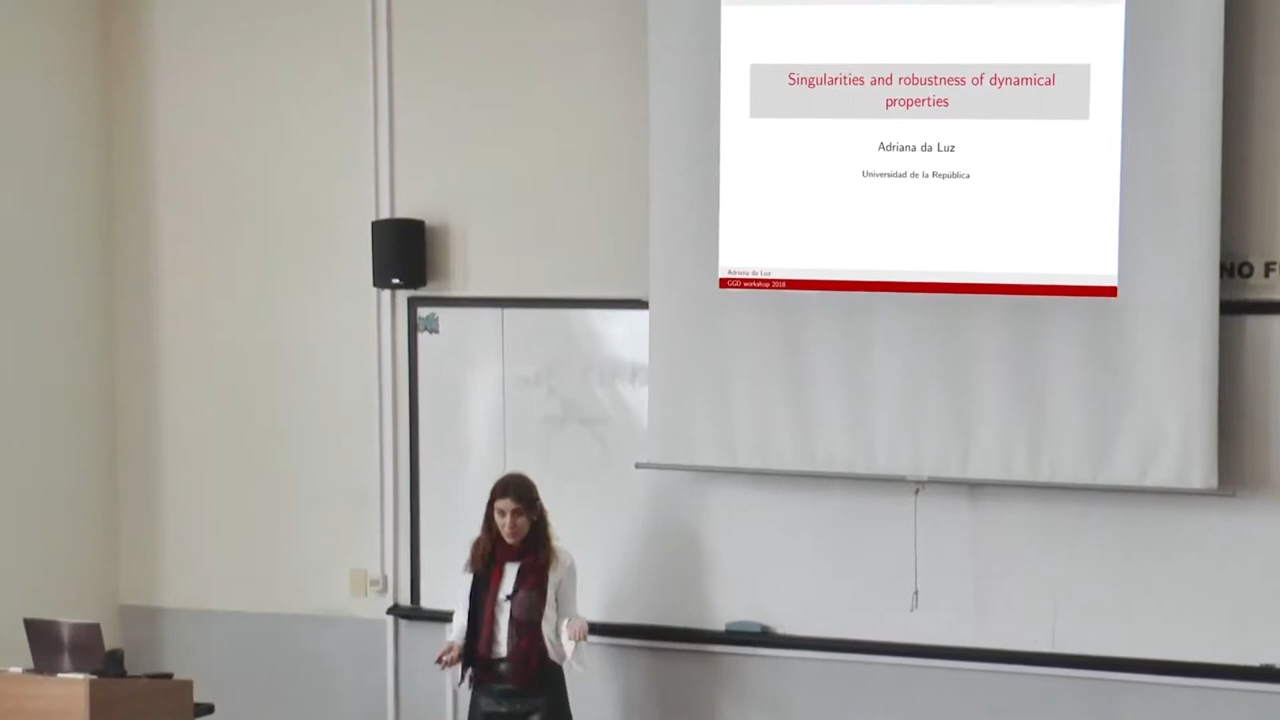 Singularities and robustness of dynamical
properties
Adriana da Luz
Universidad de la República
Adriana da Luz
GGD workshop 2018
NO F